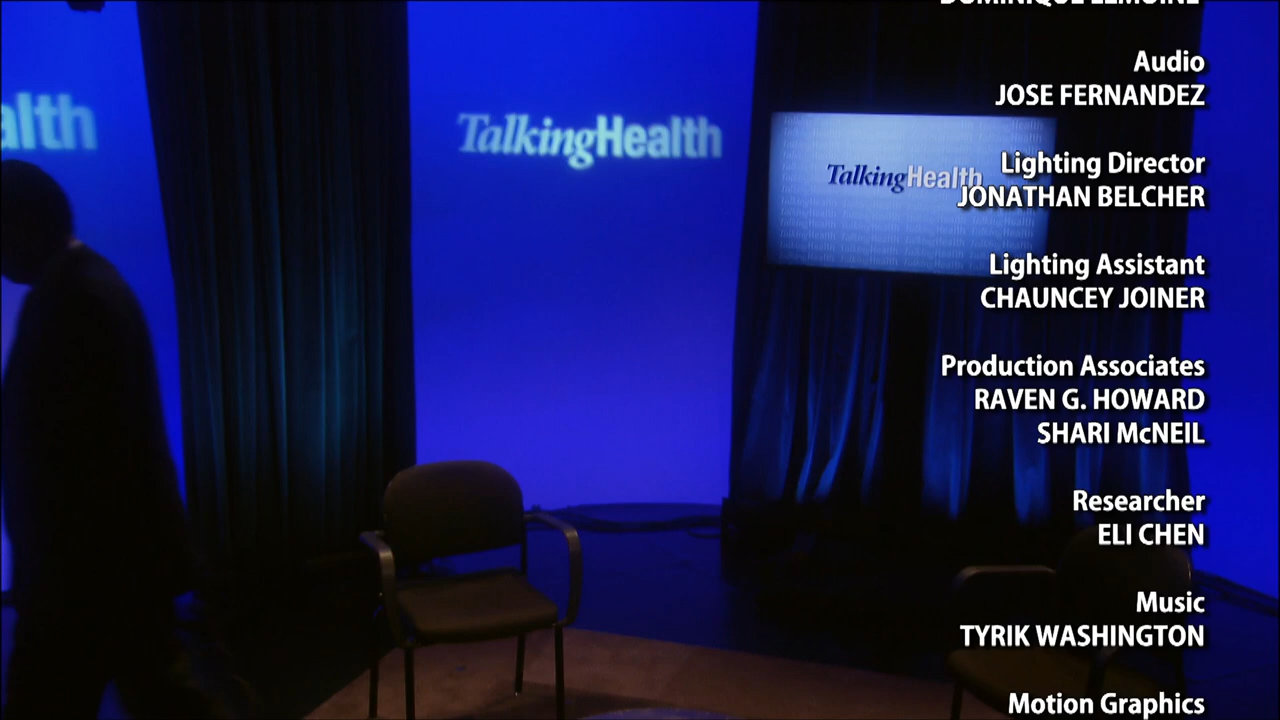 alth
TalkingHealth
TalkingHealth
Audio
JOSE FERNANDEZ
Lighting Director
JONATHAN BELCHER
Lighting Assistant
CHAUNCEY JOINER
Production Associates
RAVEN G. HOWARD
SHARI McNEIL
Researcher
ELI CHEN
Music
TYRIK WASHINGTON
Motion Graphics